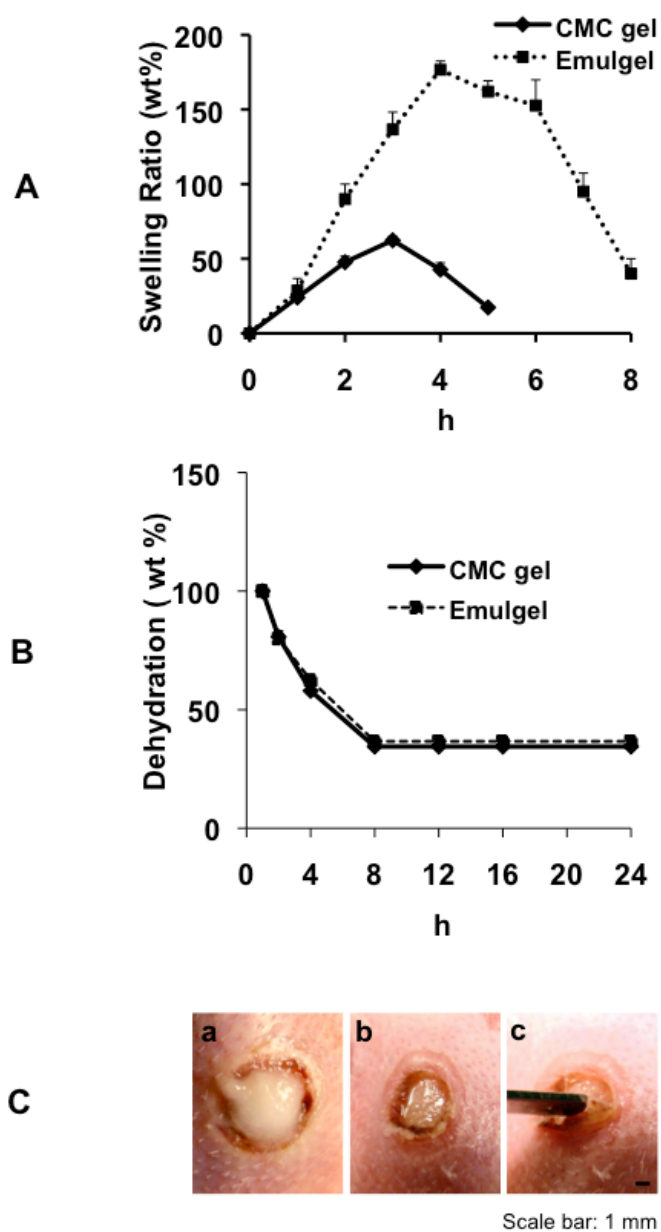 A
CMC gel
Emulgel
Swelling Ratio (wt%)
200
150
100
50
0
0 2 4 6 8
h
B
Dehydration ( wt %)
150
100
50
0
CMC gel
Emulgel
0 4 8 12 16 20 24
h
C
a b c
Scale bar: 1 mm